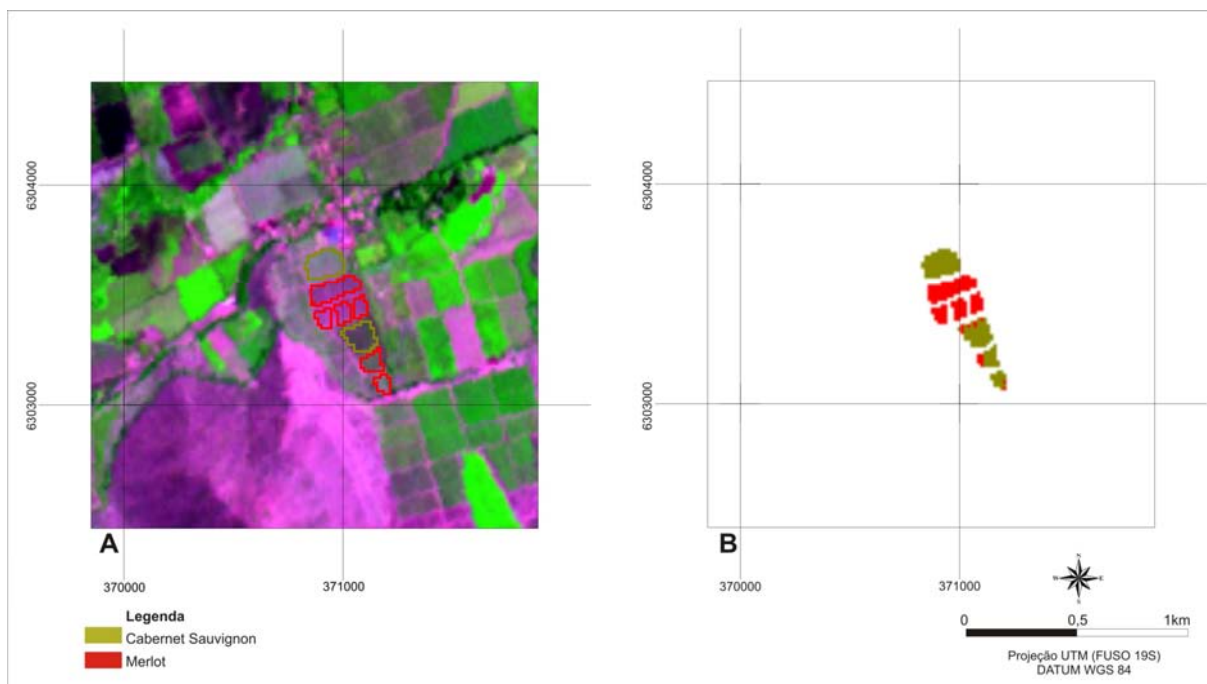 6304000
6303000
A
370000
371000
Legenda
Cabernet Sauvignon
Merlot
6304000
6303000
B
370000
371000
N
W
E
S
0
0,5
1km
Projeção UTM (FUSO 19S)
DATUM WGS 84